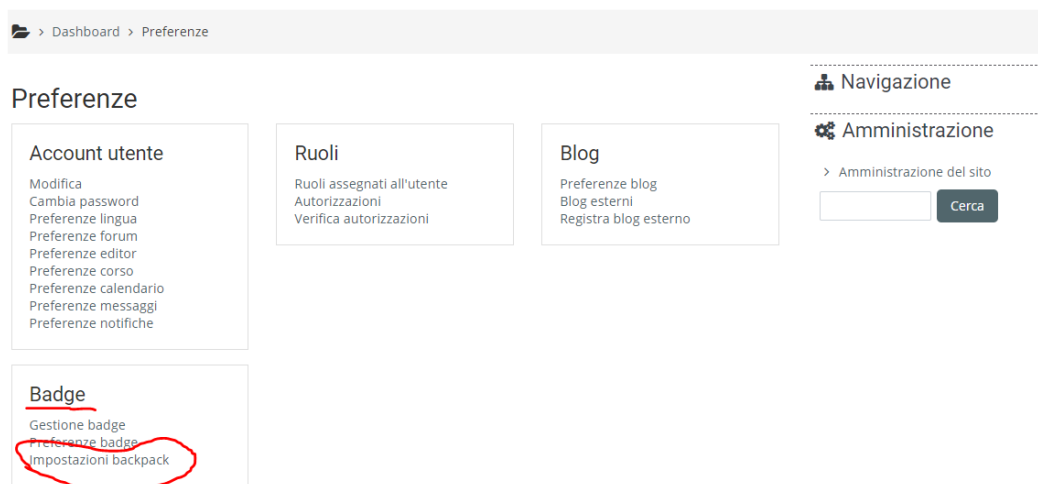 > Dashboard > Preferenze
Preferenze
Account utente
Modifica
Cambia password
Preferenze lingua
Preferenze forum
Preferenze editor
Preferenze corso
Preferenze calendario
Preferenze messaggi
Preferenze notifiche
Ruoli
Ruoli assegnati all'utente
Autorizzazioni
Verifica autorizzazioni
Blog
Preferenze blog
Blog esterni
Registra blog esterno
Badge
Gestione badge
Preferenze badge
Impostazioni backpack
Navigazione
Amministrazione
> Amministrazione del sito
Cerca